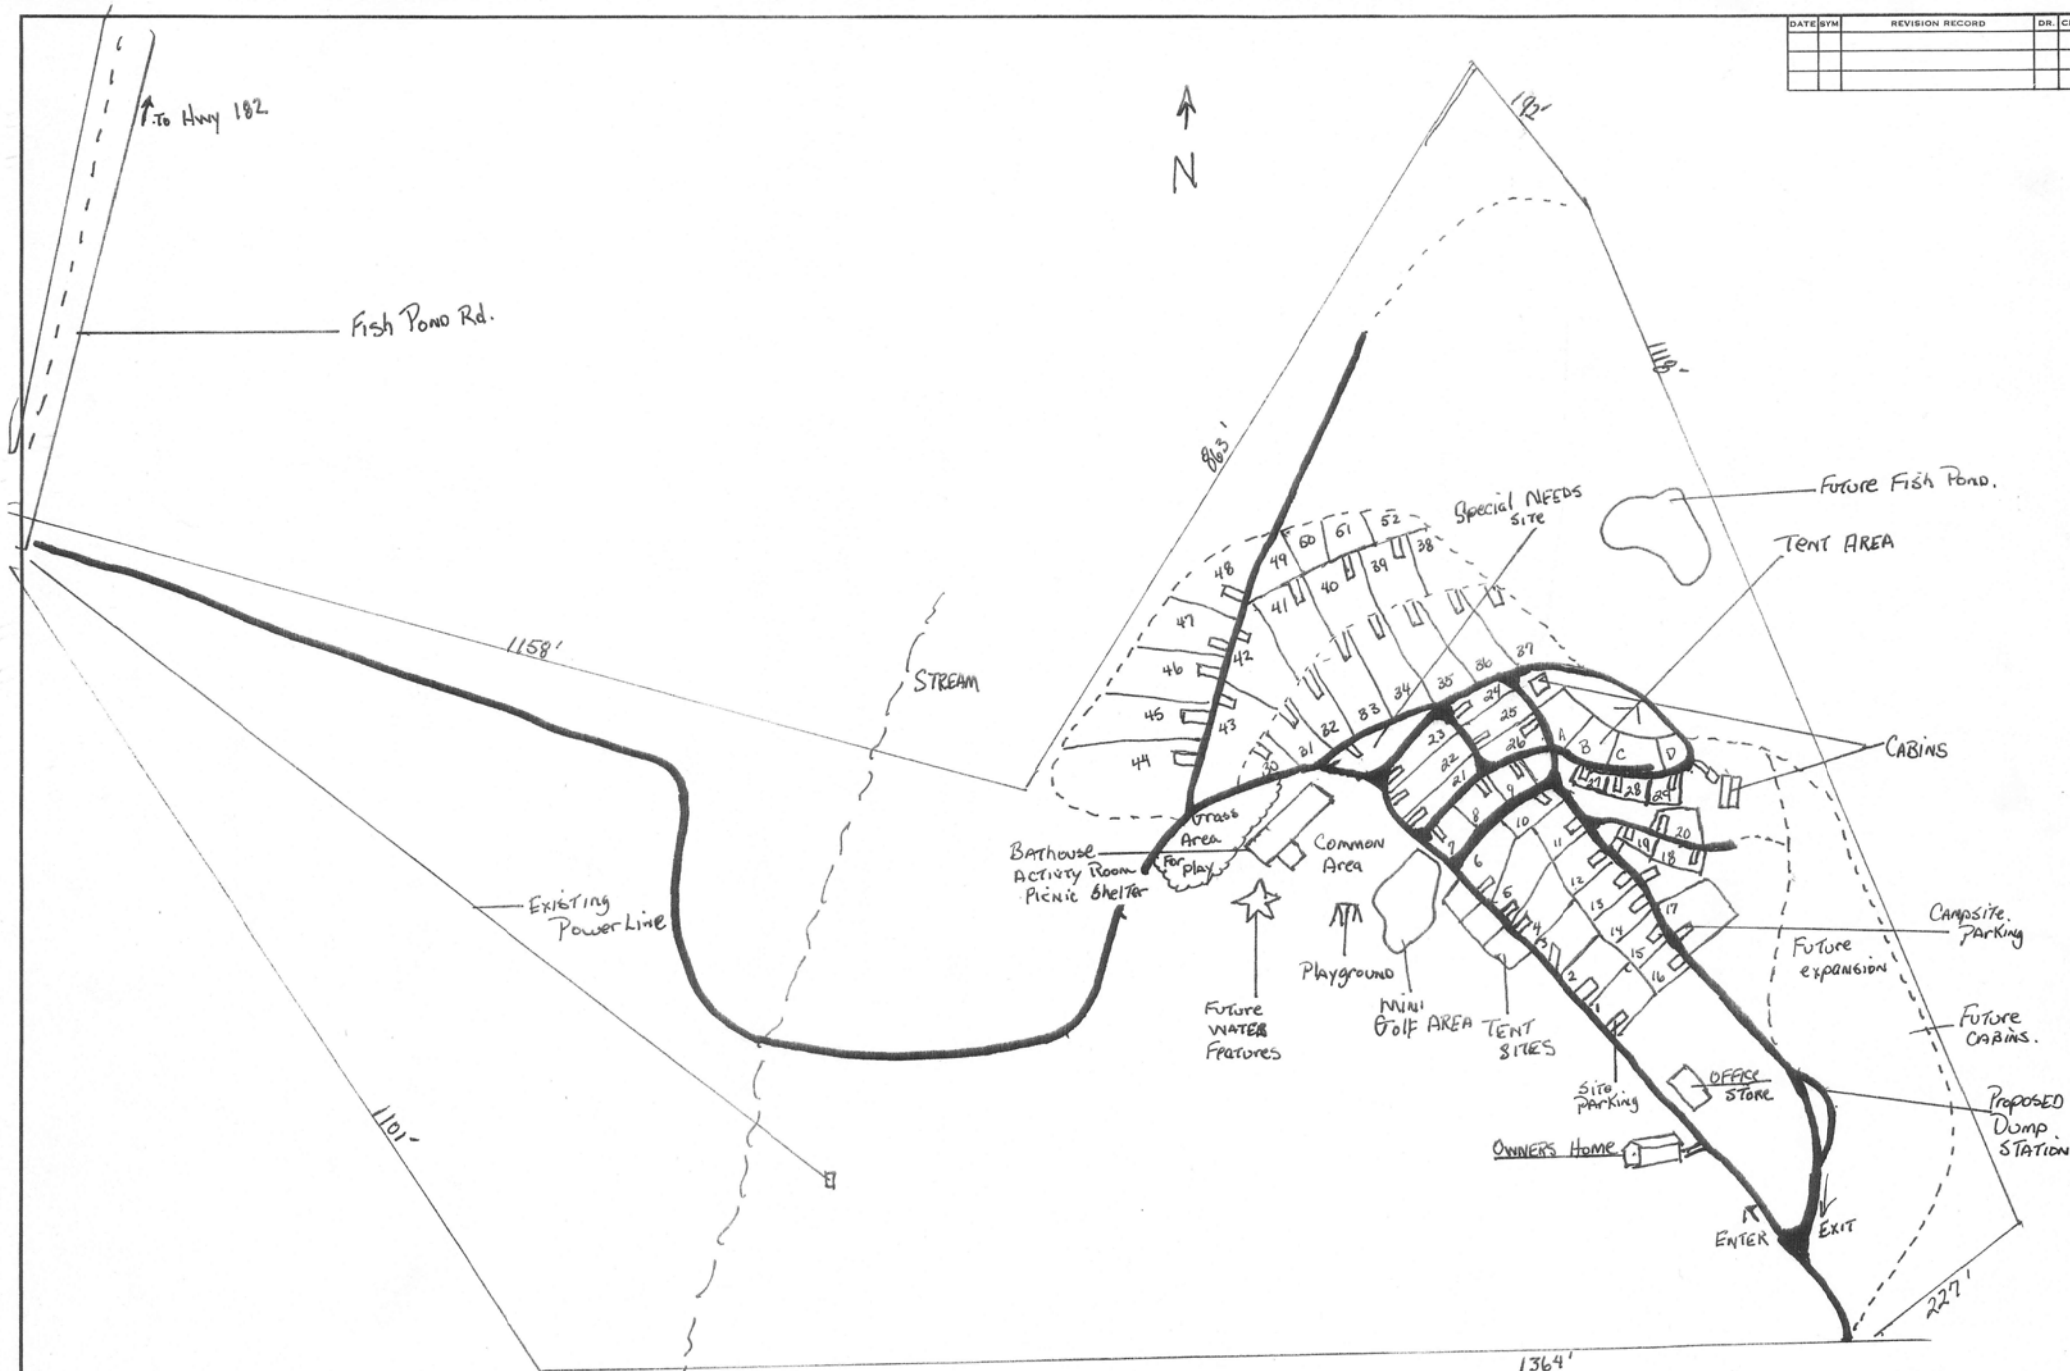 DATE SYM REVISION RECORD DR.
To Hwy 182
N
192'
Fish Pond Rd.
863'
1118'
Special Needs
Site
Future Fish Pond.
Tent Area
Cabins
1158'
Stream
48
49
60
61
52
47
41
40
39
38
46
42
45
43
44
30
31
32
33
34
35
36
37
24
25
26
23
22
21
A
B
C
D
27
28
29
Grass
Area
For
Play
Bathouse
Activity Room
Picnic Shelter
Common
Area
7
8
9
10
11
6
5
4
3
2
1
12
13
14
15
16
17
18
19
20
Existing
Power Line
Campsite.
Parking
Future
expansion
Future
Cabins.
Playground
Mini
Golf Area
Tent
Sites
Future
Water
Features
Site
Parking
Office
Store
Owners Home
Proposed
Dump
Station
1101'
Enter
Exit
227'
1364'